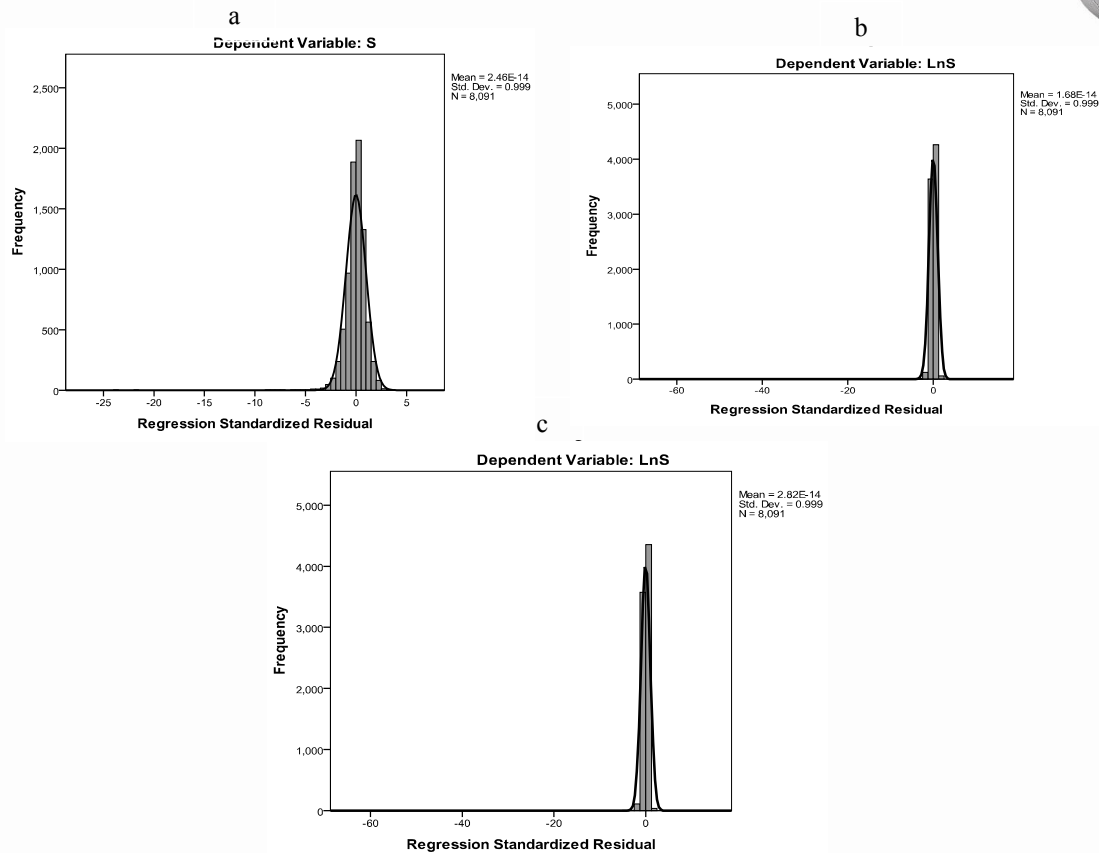 a
Dependent Variable: S
Mean = 2.46E-14
Std. Dev. = 0.999
N = 8,091
2,500
2,000
1,500
1,000
500
0
Frequency
-25 -20 -15 -10 -5 0 5
Regression Standardized Residual
b
Dependent Variable: LnS
Mean = 1.68E-14
Std. Dev. = 0.999
N = 8,091
5,000
4,000
3,000
2,000
1,000
0
Frequency
-60 -40 -20 0
Regression Standardized Residual
c
Dependent Variable: LnS
Mean = 2.82E-14
Std. Dev. = 0.999
N = 8,091
5,000
4,000
3,000
2,000
1,000
0
Frequency
-60 -40 -20 0
Regression Standardized Residual